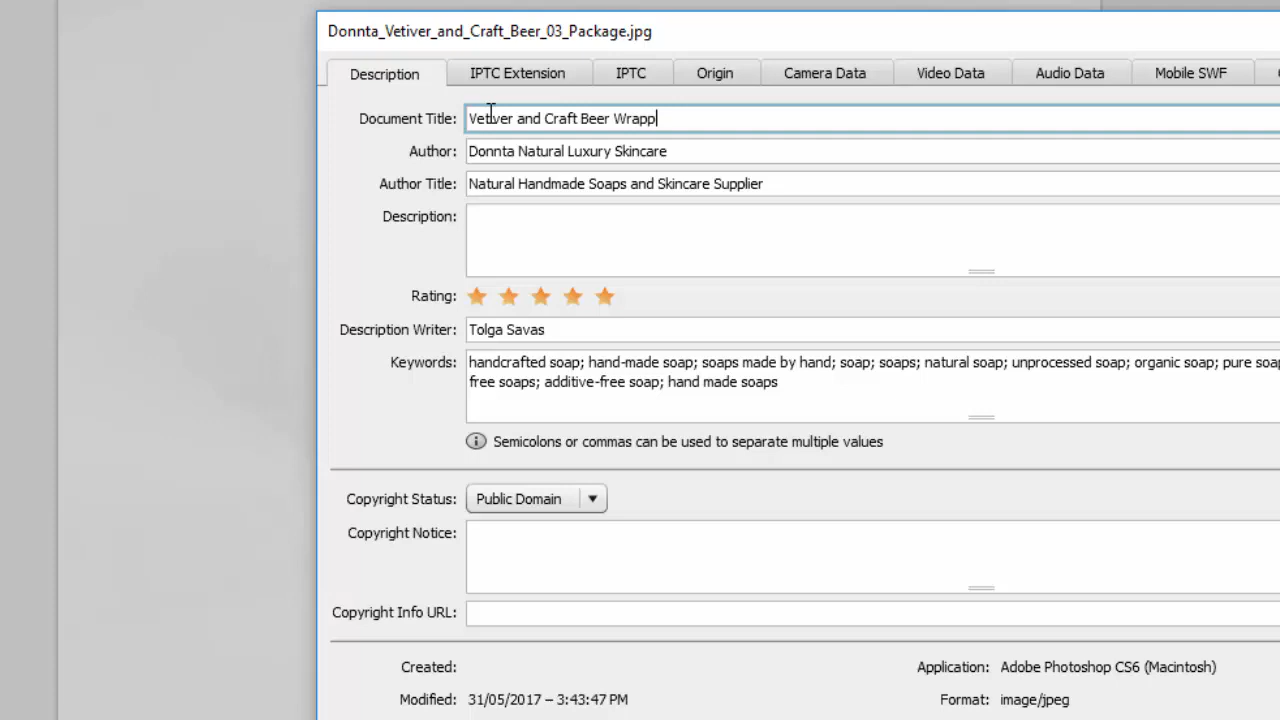 Donnta_Vetiver_and_Craft_Beer_03_Package.jpg
Description IPTC Extension IPTC Origin Camera Data Video Data Audio Data Mobile SWF
Document Title: Vetiver and Craft Beer Wrapp
Author: Donnta Natural Luxury Skincare
Author Title: Natural Handmade Soaps and Skincare Supplier
Description:
Rating:
Description Writer: Tolga Savas
Keywords: handcrafted soap; hand-made soap; soaps made by hand; soap; soaps; natural soap; unprocessed soap; organic soap; pure
free soaps; additive-free soap; hand made soaps
Semicolons or commas can be used to separate multiple values
Copyright Status: Public Domain
Copyright Notice:
Copyright Info URL:
Created: Application: Adobe Photoshop CS6 (Macintosh)
Modified: 31/05/2017 – 3:43:47 PM Format: image/jpeg